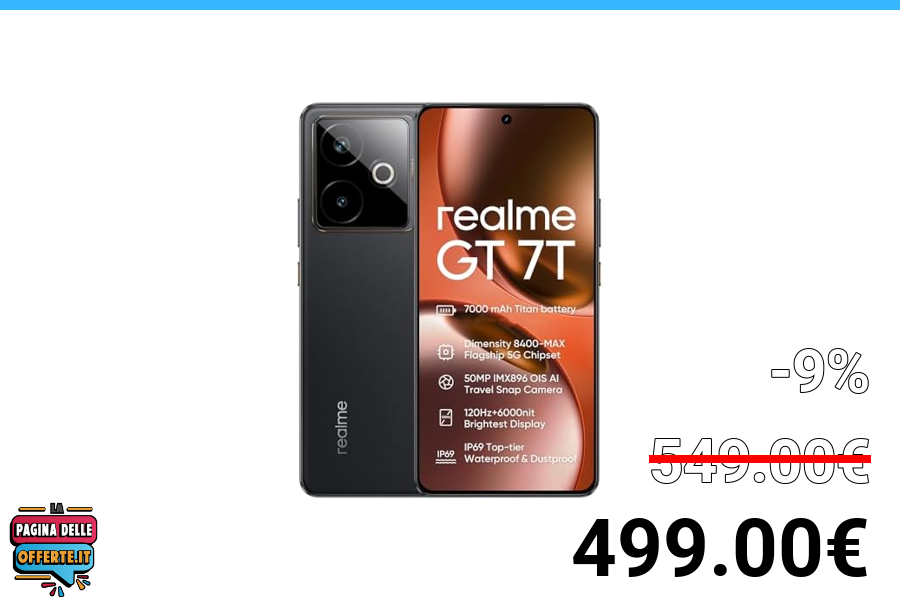 realme
GT 7T
7000 mAh Titan battery
Dimensity 8400-MAX
Flagship 5G Chipset
50MP IMX896 OIS AI
Travel Snap Camera
120Hz+6000nit
Brightest Display
IP69
IP69 Top-tier
Waterproof & Dustproof
realme
-9%
549.00€
499.00€
LA
PAGINA DELLE
OFFERTE.IT